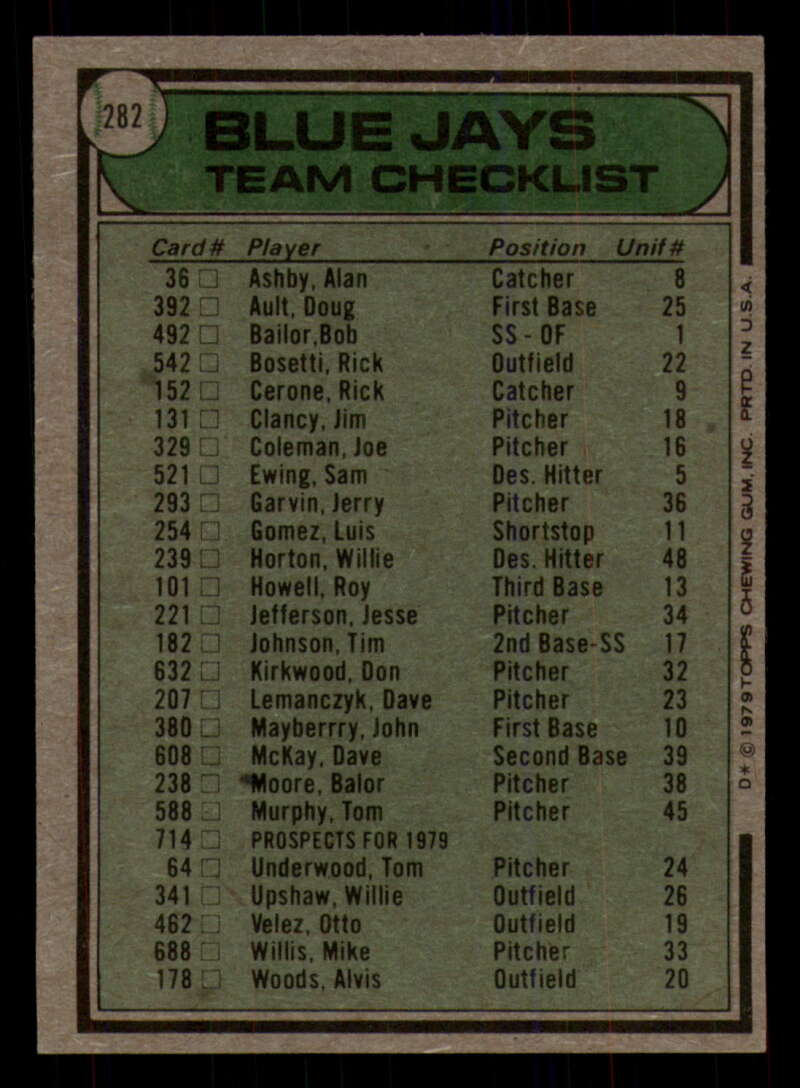 282
BLUE JAYS
TEAM CHECKLIST
Card# Player Position Unif#
36 Ashby, Alan Catcher 8
392 Ault, Doug First Base 25
492 Bailor,Bob SS - OF 1
542 Bosetti, Rick Outfield 22
152 Cerone, Rick Catcher 9
131 Clancy, Jim Pitcher 18
329 Coleman, Joe Pitcher 16
521 Ewing, Sam Des. Hitter 5
293 Garvin, Jerry Pitcher 36
254 Gomez, Luis Shortstop 11
239 Horton, Willie Des. Hitter 48
101 Howell, Roy Third Base 13
221 Jefferson, Jesse Pitcher 34
182 Johnson, Tim 2nd Base-SS 17
632 Kirkwood, Don Pitcher 32
207 Lemanczyk, Dave Pitcher 23
380 Mayberrry, John First Base 10
608 McKay, Dave Second Base 39
238 Moore, Balor Pitcher 38
588 Murphy, Tom Pitcher 45
714 PROSPECTS FOR 1979
64 Underwood, Tom Pitcher 24
341 Upshaw, Willie Outfield 26
462 Velez, Otto Outfield 19
688 Willis, Mike Pitcher 33
178 Woods, Alvis Outfield 20
D* © 1979 TOPPS CHEWING GUM, INC. PRTD. IN U.S.A.